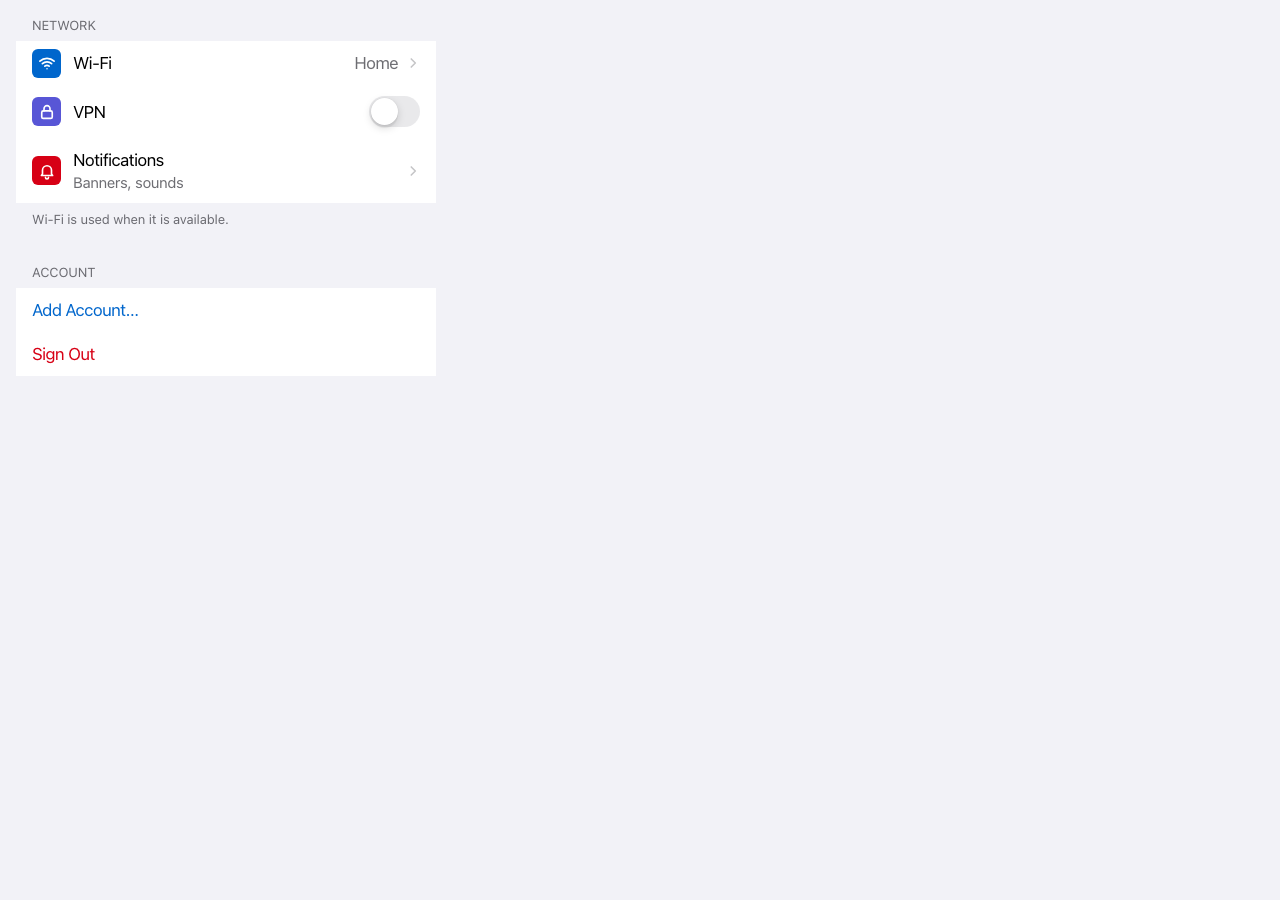 NETWORK
Wi-Fi
Home
VPN
Notifications
Banners, sounds
Wi-Fi is used when it is available.
ACCOUNT
Add Account...
Sign Out